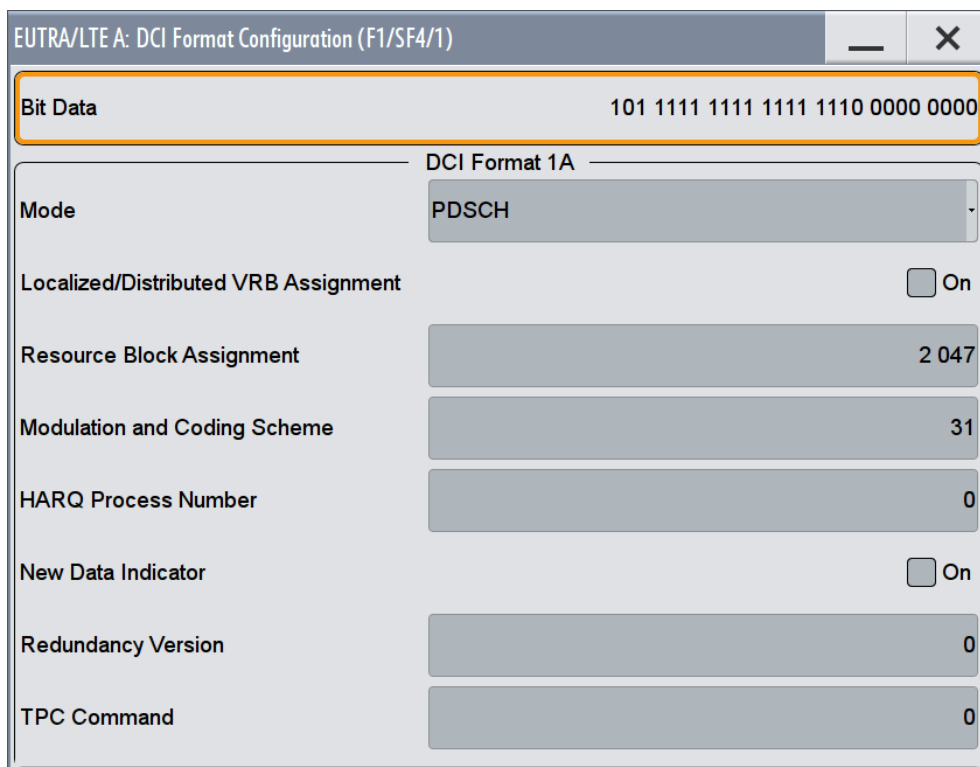 EUTRA/LTE A: DCI Format Configuration (F1/SF4/1)
Bit Data 101 1111 1111 1111 1110 0000 0000
DCI Format 1A
Mode PDSCH
Localized/Distributed VRB Assignment On
Resource Block Assignment 2 047
Modulation and Coding Scheme 31
HARQ Process Number 0
New Data Indicator On
Redundancy Version 0
TPC Command 0